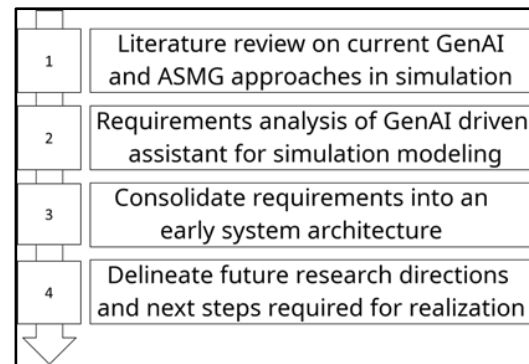 1
Literature review on current GenAI
and ASMG approaches in simulation
2
Requirements analysis of GenAI driven
assistant for simulation modeling
3
Consolidate requirements into an
early system architecture
4
Delineate future research directions
and next steps required for realization